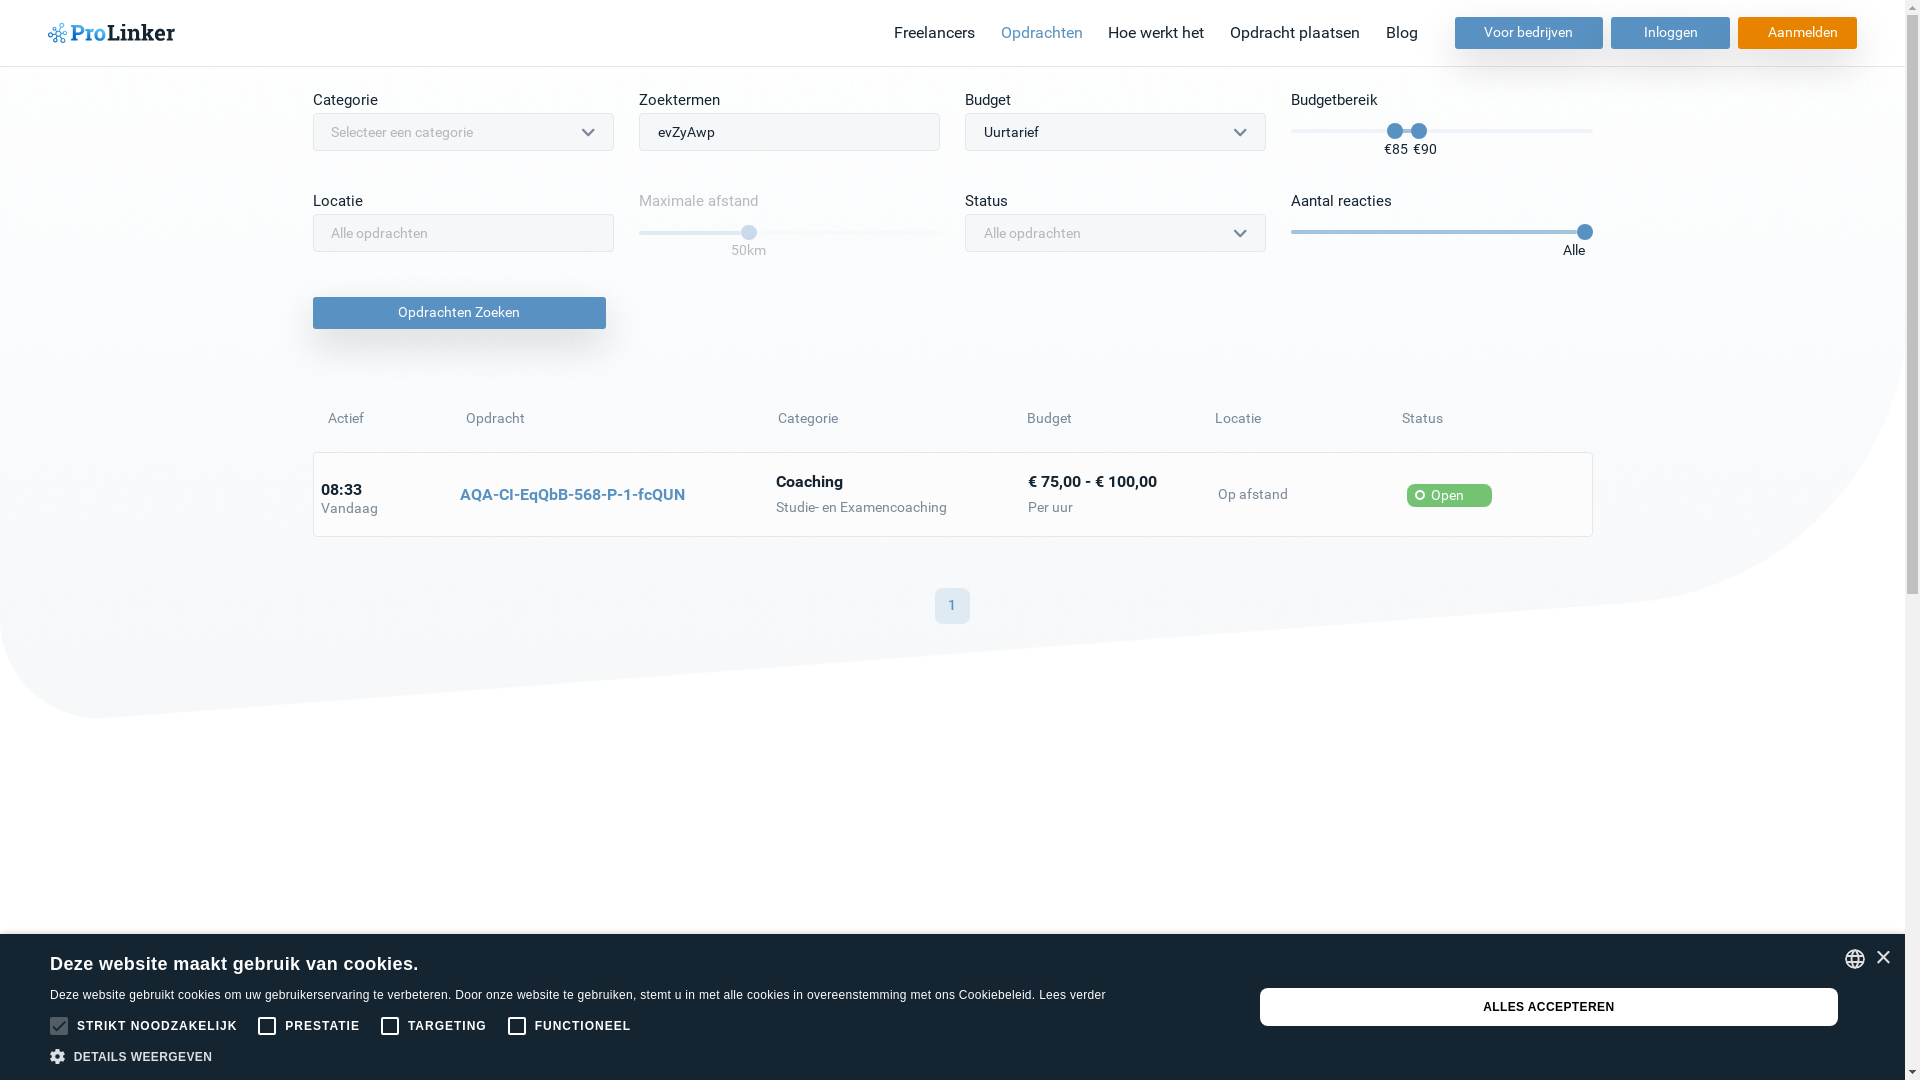 ProLinker
Freelancers Opdrachten Hoe werkt het Opdracht plaatsen Blog Voor bedrijven Inloggen Aanmelden
Categorie Zoektermen Budget Budgetbereik
Selecteer een categorie evZyAwp Uurtarief
€85 €90
Locatie Maximale afstand Status Aantal reacties
Alle opdrachten Alle opdrachten
50km Alle
Opdrachten Zoeken
Actief Opdracht Categorie Budget Locatie Status
08:33 AQA-CI-EqQbB-568-P-1-fcQUN Coaching € 75,00 - € 100,00 Op afstand Open
Vandaag Studie- en Examencoaching Per uur
1
Deze website maakt gebruik van cookies.
Deze website gebruikt cookies om uw gebruikerservaring te verbeteren. Door onze website te gebruiken, stemt u in met alle cookies in overeenstemming met ons Cookiebeleid. Lees verder
ALLES ACCEPTEREN
STRIKT NOODZAKELIJK PRESTATIE TARGETING FUNCTIONEEL
DETAILS WEERGEVEN